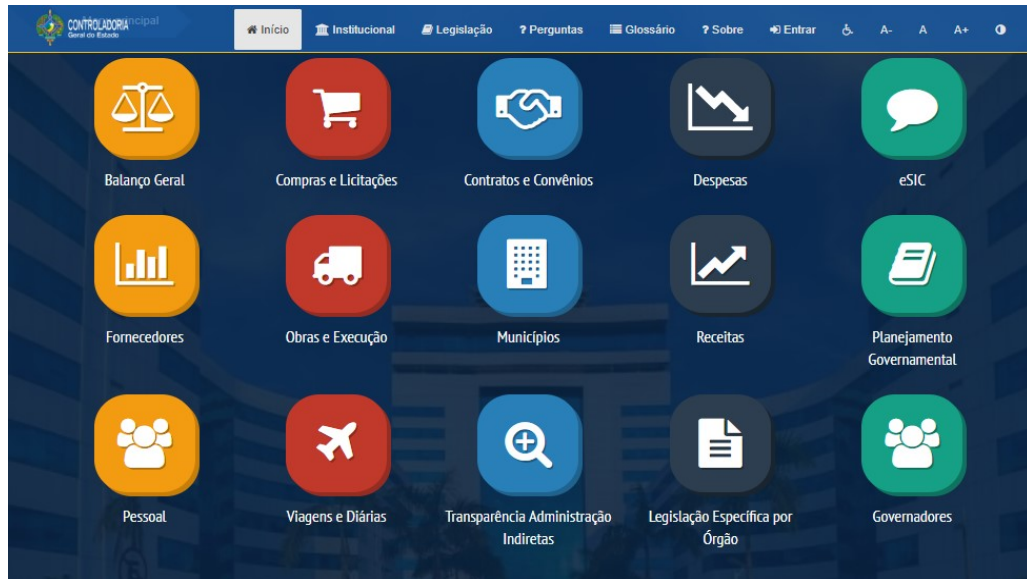 CONTROLADORIA
Geral do Estado
Início
Institucional
Legislação
? Perguntas
Glossário
? Sobre
Entrar
A-
A
A+
Balanço Geral
Compras e Licitações
Contratos e Convênios
Despesas
eSIC
Fornecedores
Obras e Execução
Municípios
Receitas
Planejamento
Governamental
Pessoal
Viagens e Diárias
Transparência Administração
Indiretas
Legislação Específica por
Órgão
Governadores